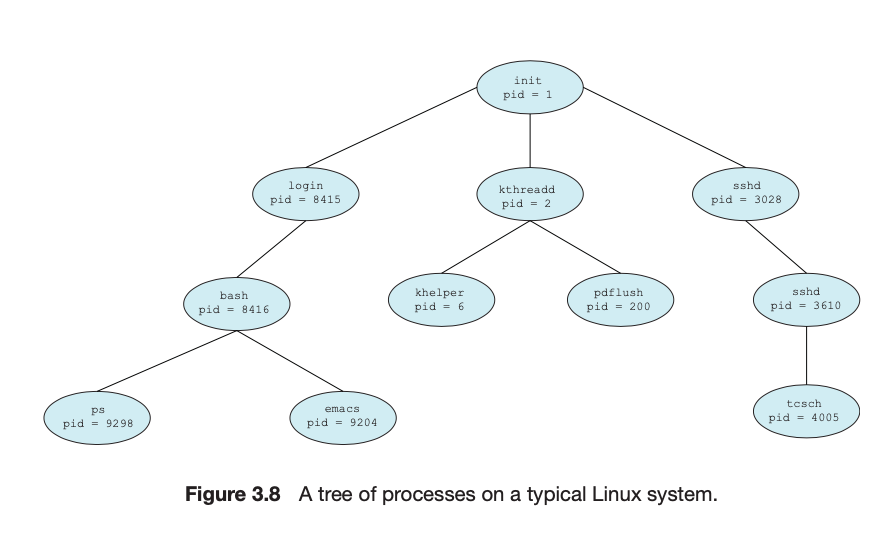 init
pid = 1
login
pid = 8415
kthreadd
pid = 2
sshd
pid = 3028
bash
pid = 8416
khelper
pid = 6
pdflush
pid = 200
sshd
pid = 3610
ps
pid = 9298
emacs
pid = 9204
tcsch
pid = 4005
Figure 3.8 A tree of processes on a typical Linux system.